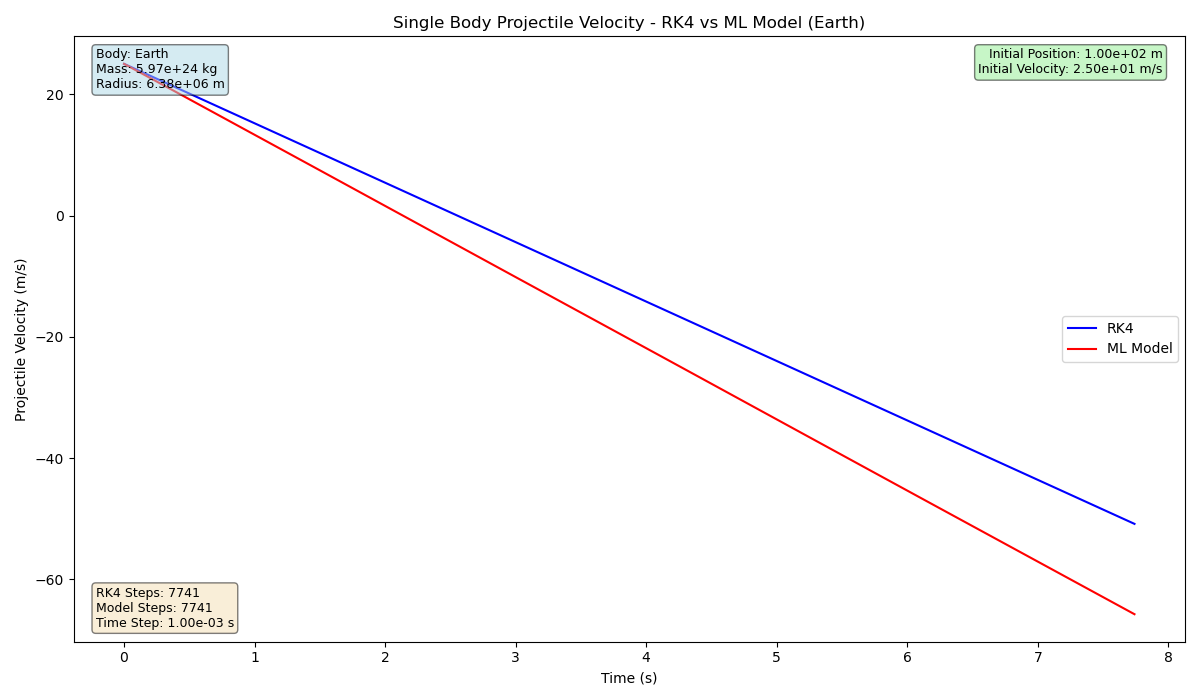 Single Body Projectile Velocity - RK4 vs ML Model (Earth)
Body: Earth
Mass: 5.97e+24 kg
Radius: 6.38e+06 m
Initial Position: 1.00e+02 m
Initial Velocity: 2.50e+01 m/s
20
0
−20
−40
−60
Projectile Velocity (m/s)
RK4
ML Model
RK4 Steps: 7741
Model Steps: 7741
Time Step: 1.00e-03 s
0 1 2 3 4 5 6 7 8
Time (s)